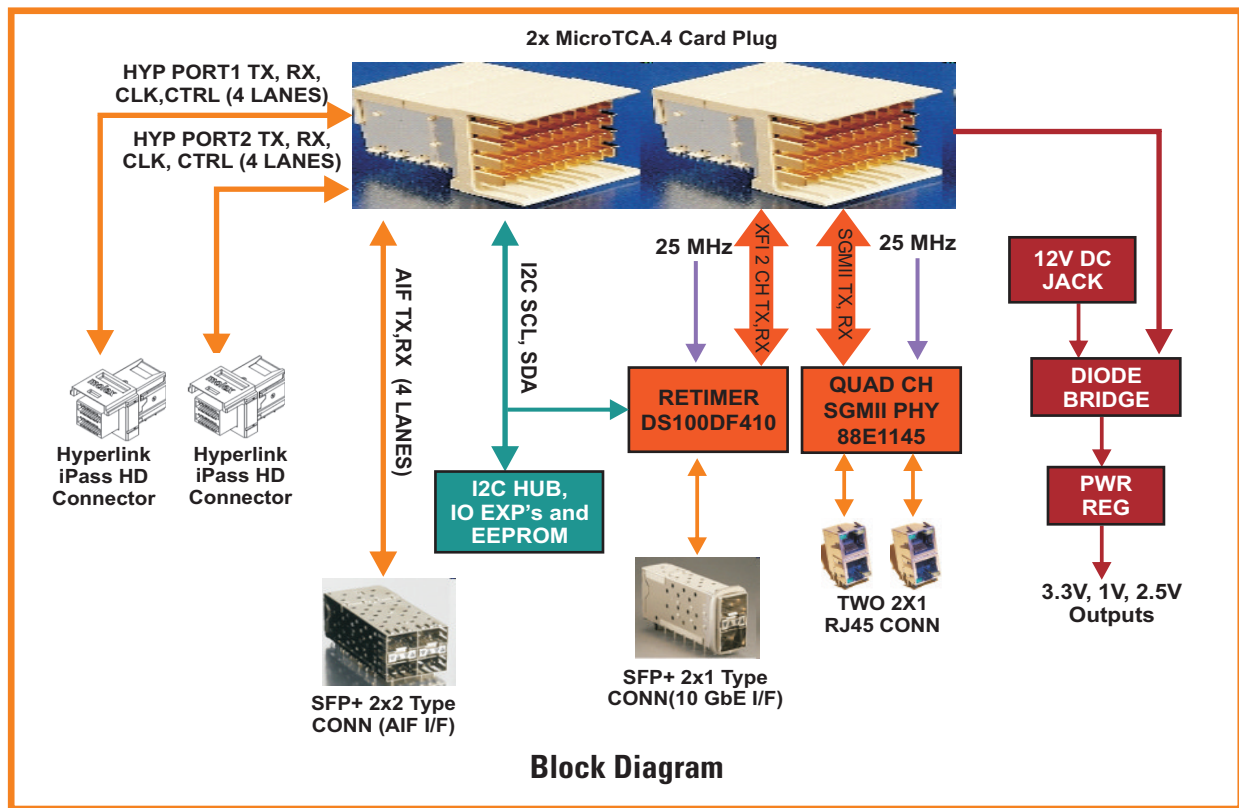 2x MicroTCA.4 Card Plug
HYP PORT1 TX, RX,
CLK,CTRL (4 LANES)
HYP PORT2 TX, RX,
CLK, CTRL (4 LANES)
AIF TX,RX (4 LANES)
I2C SCL, SDA
25 MHz
XFI 2 CH TX,RX
SGMII TX, RX
25 MHz
12V DC
JACK
DIODE
BRIDGE
PWR
REG
3.3V, 1V, 2.5V
Outputs
molex
molex
Hyperlink
iPass HD
Connector
Hyperlink
iPass HD
Connector
RETIMER
DS100DF410
QUAD CH
SGMII PHY
88E1145
I2C HUB,
IO EXP's and
EEPROM
TWO 2X1
RJ45 CONN
SFP+ 2x2 Type
CONN (AIF I/F)
SFP+ 2x1 Type
CONN(10 GbE I/F)
Block Diagram